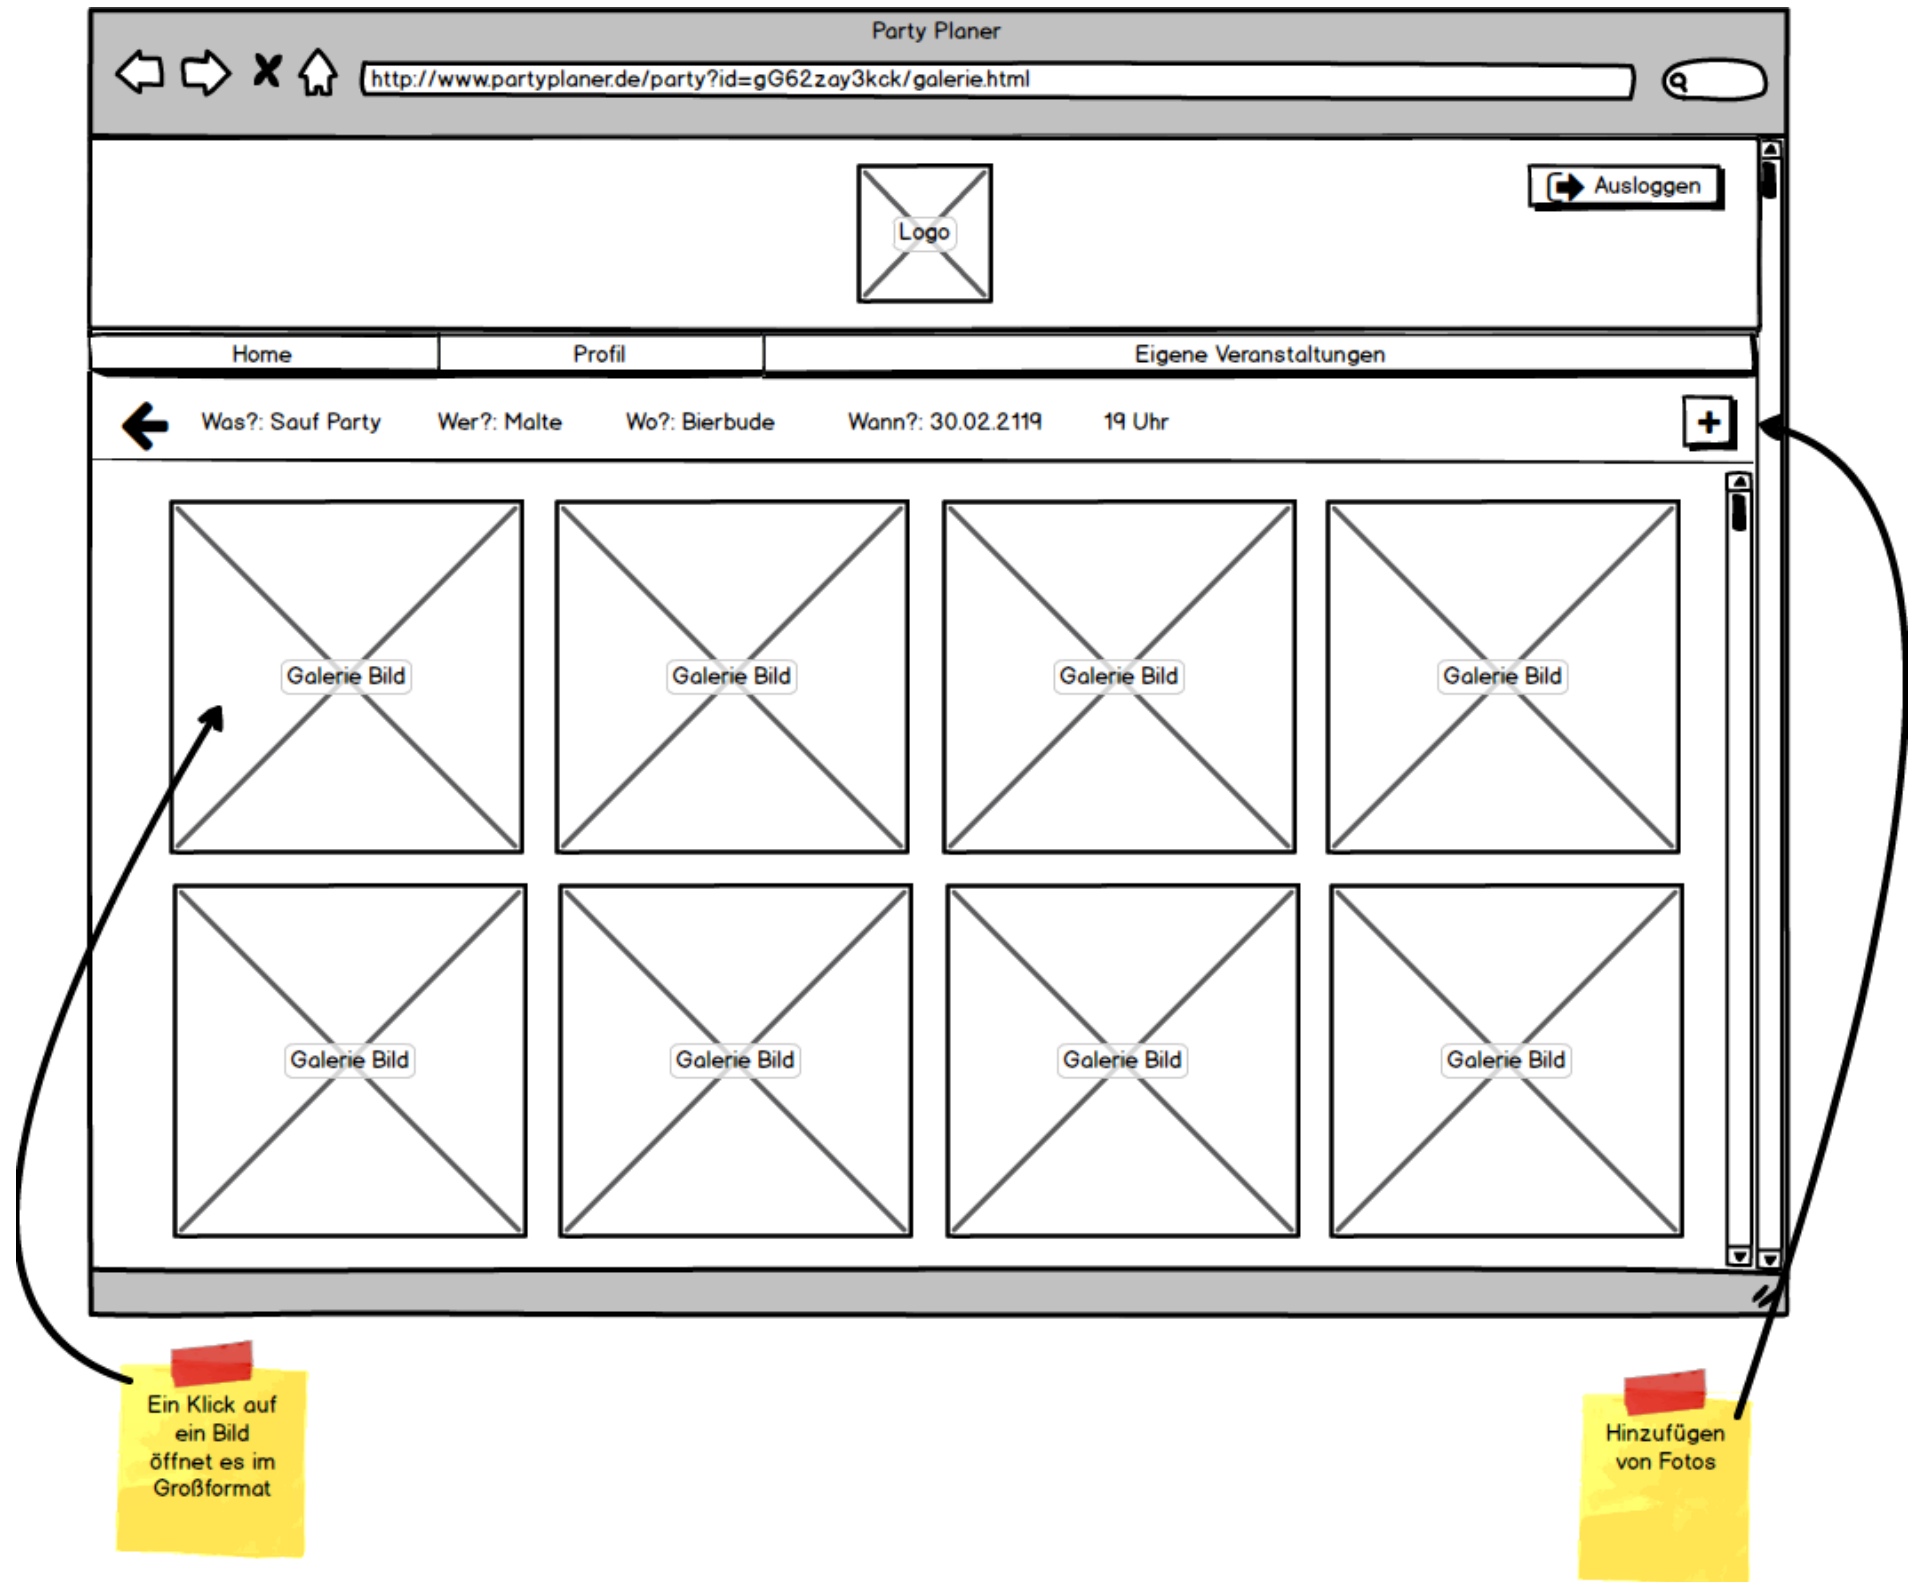 Party Planer
http://www.partyplaner.de/party?id=gG62zay3kck/galerie.html
Logo
Ausloggen
Home Profil Eigene Veranstaltungen
Was?: Sauf Party Wer?: Malte Wo?: Bierbude Wann?: 30.02.2119 19 Uhr +
Galerie Bild Galerie Bild Galerie Bild Galerie Bild
Galerie Bild Galerie Bild Galerie Bild Galerie Bild
Ein Klick auf
ein Bild
öffnet es im
Großformat
Hinzufügen
von Fotos